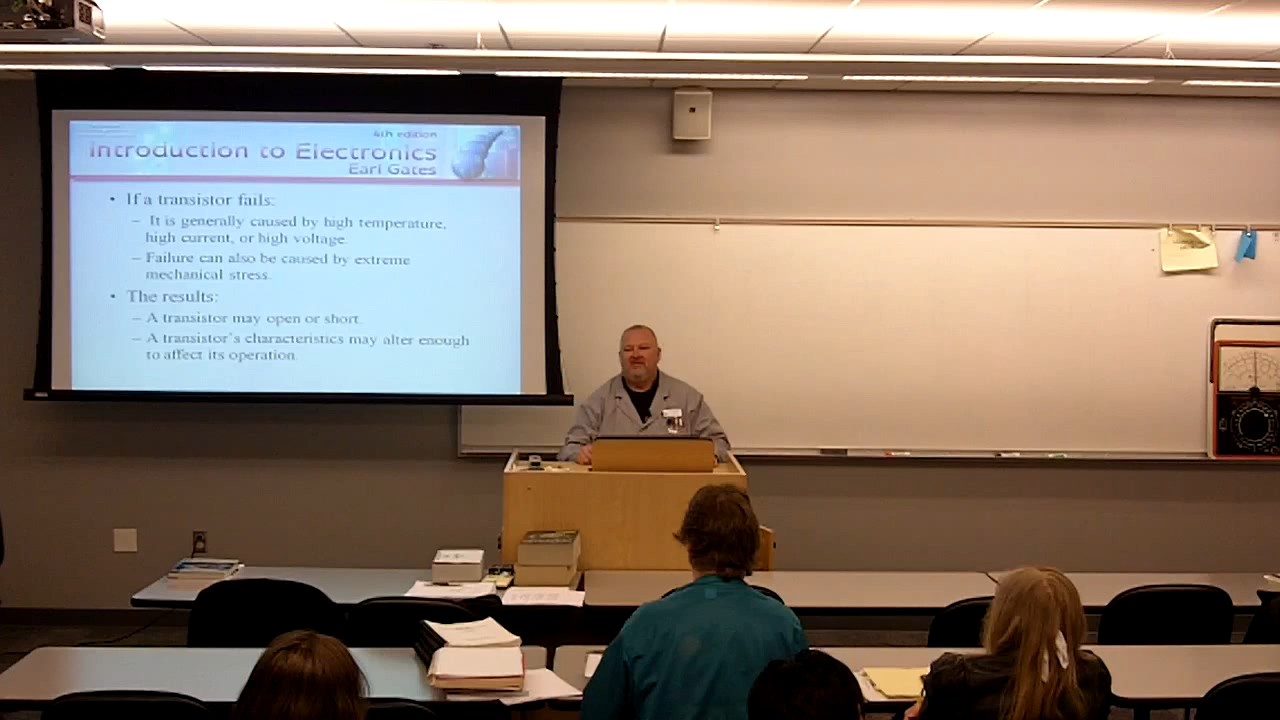 4th edition
Introduction to Electronics
Earl Gates
• If a transistor fails:
– It is generally caused by high temperature,
high current, or high voltage.
– Failure can also be caused by extreme
mechanical stress.
• The results:
– A transistor may open or short.
– A transistor's characteristics may alter enough
to affect its operation.